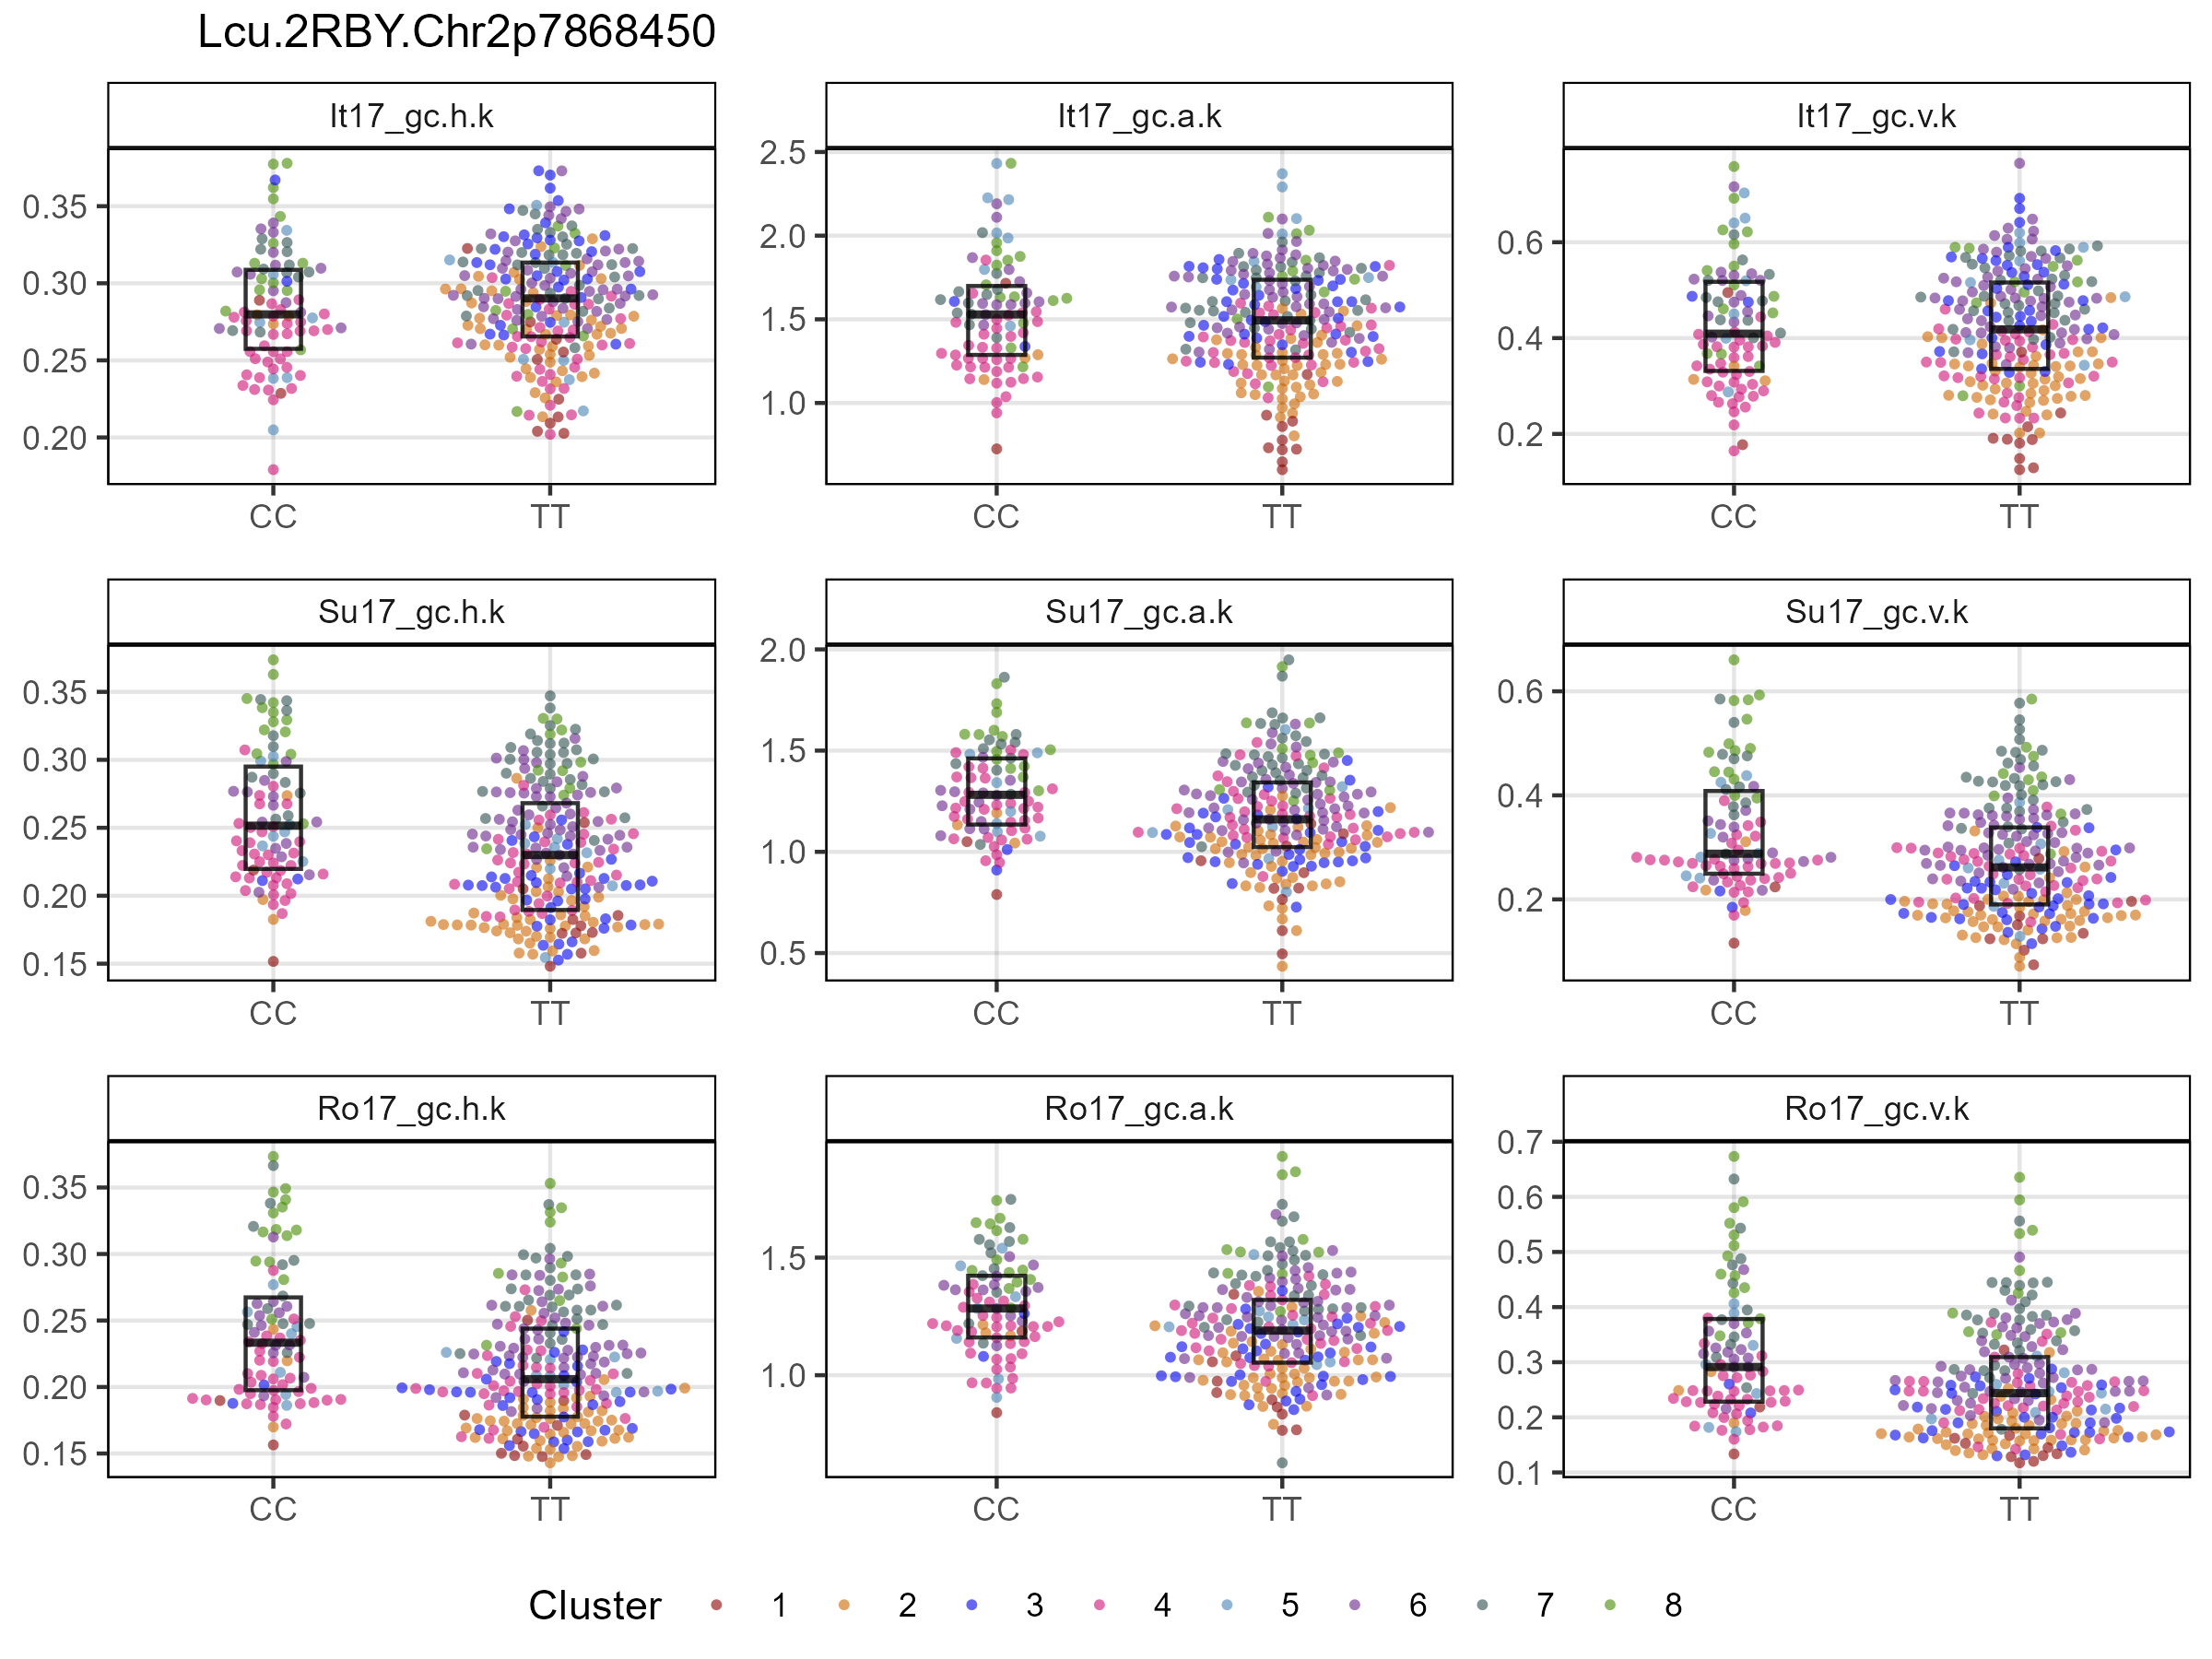 Lcu.2RBY.Chr2p7868450
It17_gc.h.k
It17_gc.a.k
It17_gc.v.k
0.35
0.30
0.25
0.20
2.5
2.0
1.5
1.0
0.6
0.4
0.2
CC TT
CC TT
CC TT
Su17_gc.h.k
Su17_gc.a.k
Su17_gc.v.k
0.35
0.30
0.25
0.20
0.15
2.0
1.5
1.0
0.5
0.6
0.4
0.2
CC TT
CC TT
CC TT
Ro17_gc.h.k
Ro17_gc.a.k
Ro17_gc.v.k
0.35
0.30
0.25
0.20
0.15
1.5
1.0
0.7
0.6
0.5
0.4
0.3
0.2
0.1
CC TT
CC TT
CC TT
Cluster 1 2 3 4 5 6 7 8